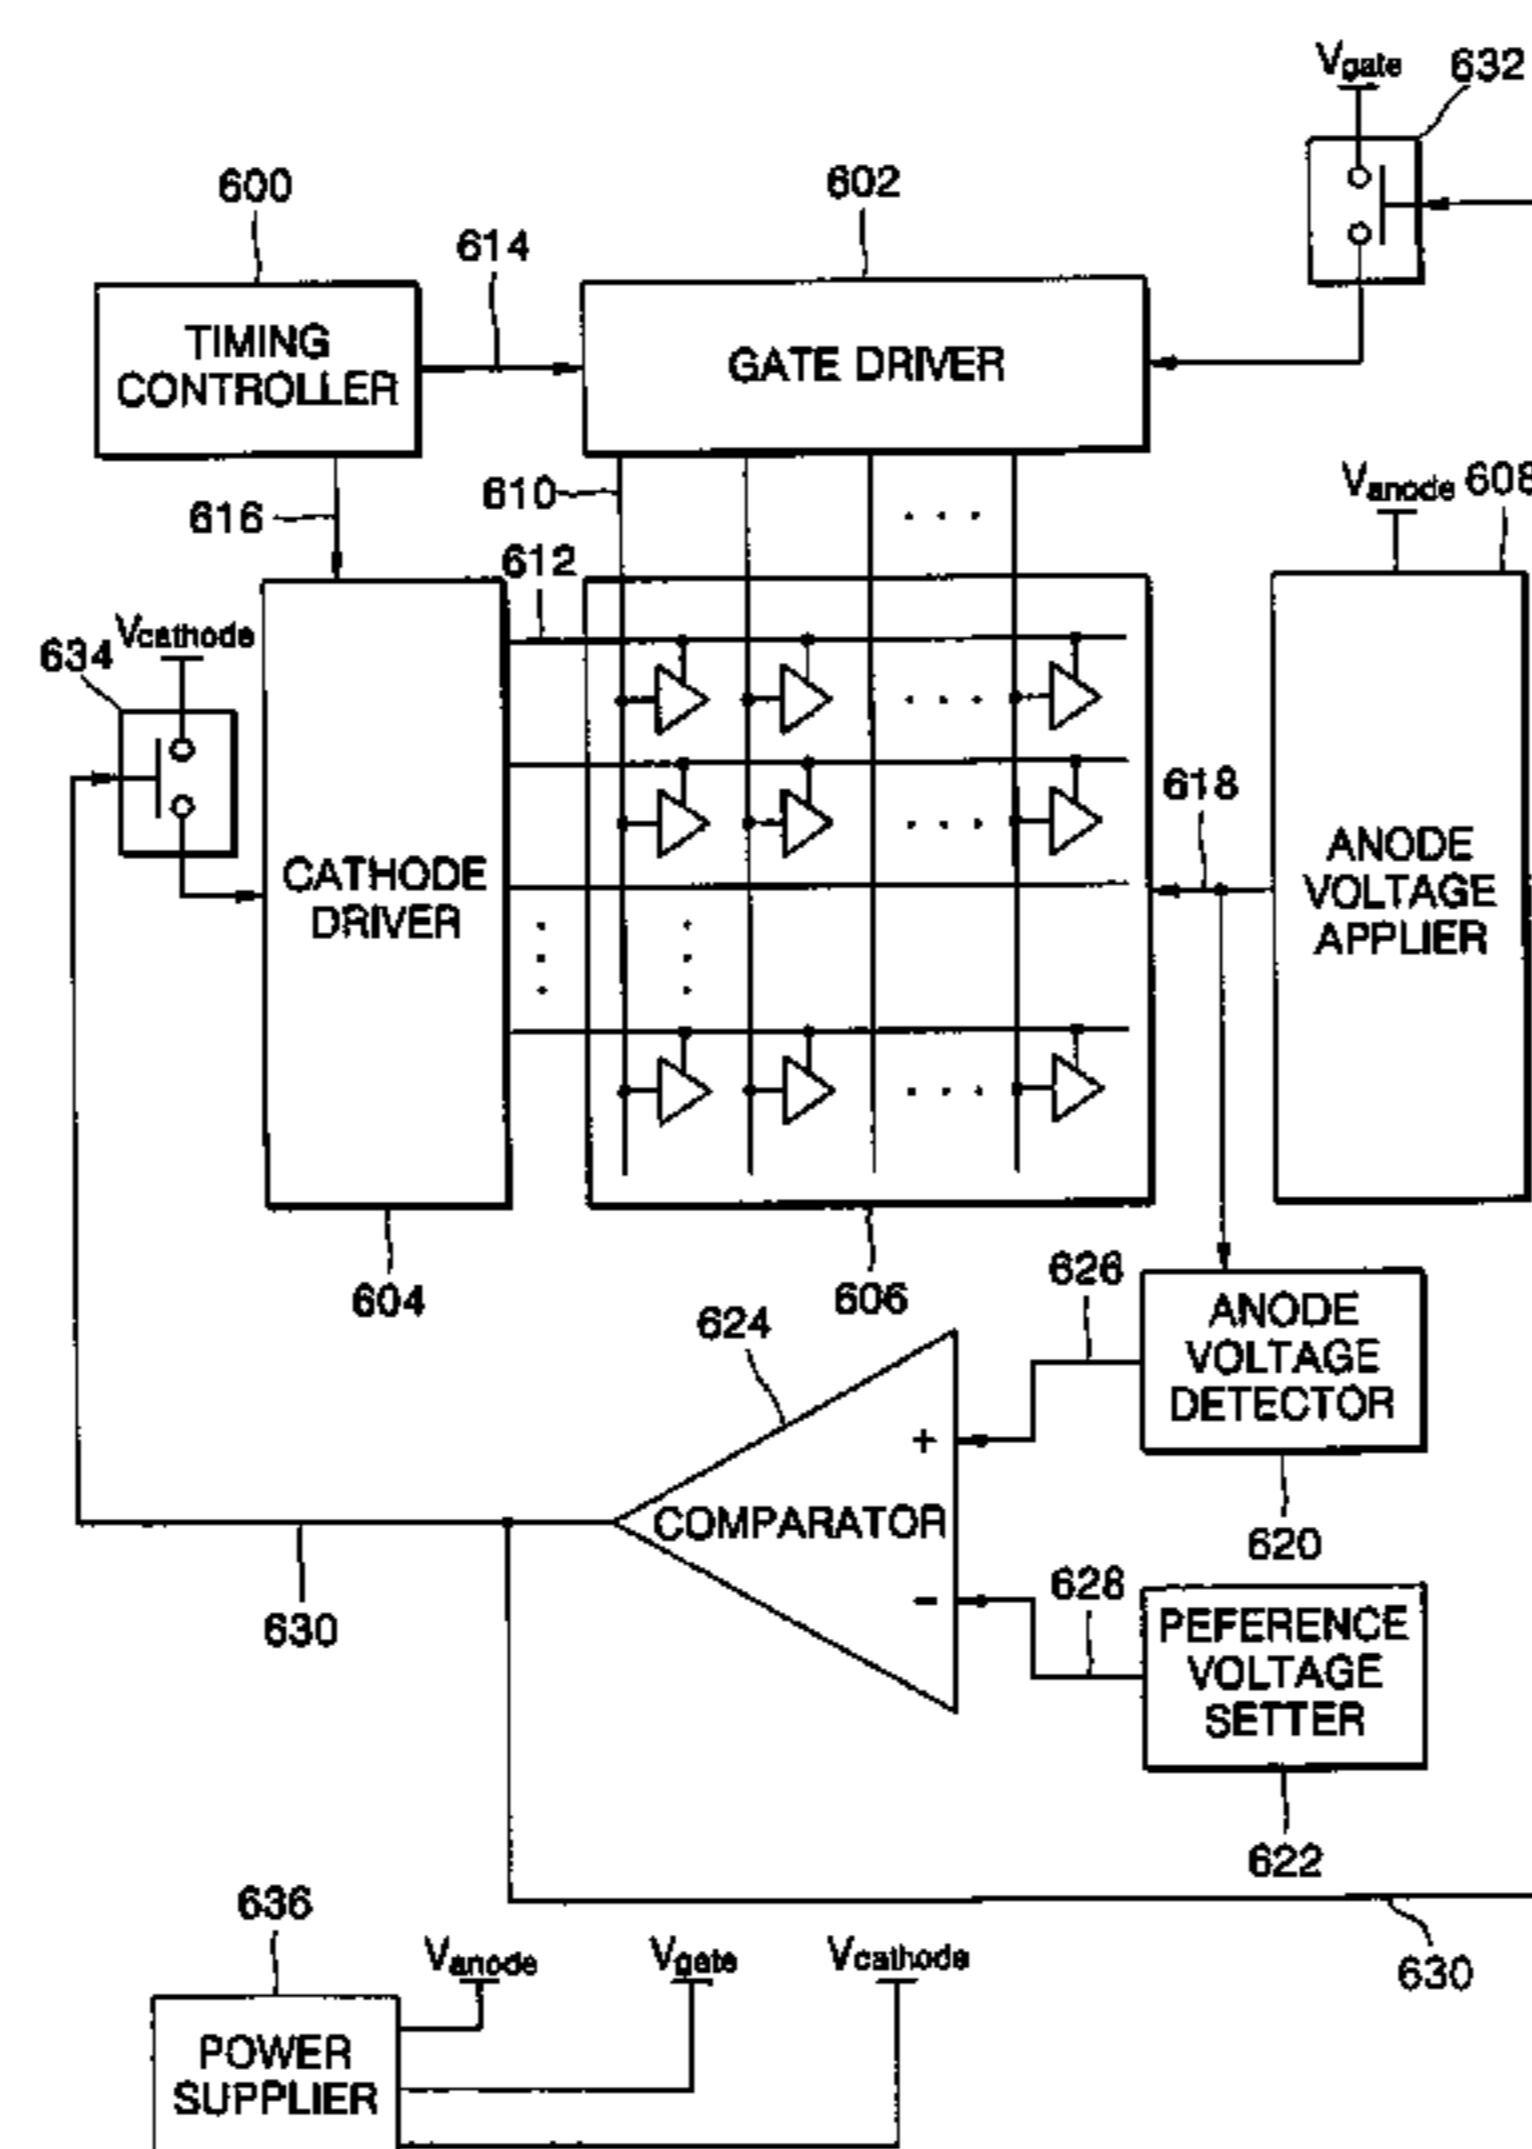 Vgate 632
600
602
614
TIMING
CONTROLLER
GATE DRIVER
610
616
Vanode 608
612
Vcathode
634
618
CATHODE
DRIVER
ANODE
VOLTAGE
APPLIER
604
606
626
624
ANODE
VOLTAGE
DETECTOR
+
COMPARATOR
620
-
628
630
PEFERENCE
VOLTAGE
SETTER
622
636
Vanode Vgate Vcathode
630
POWER
SUPPLIER